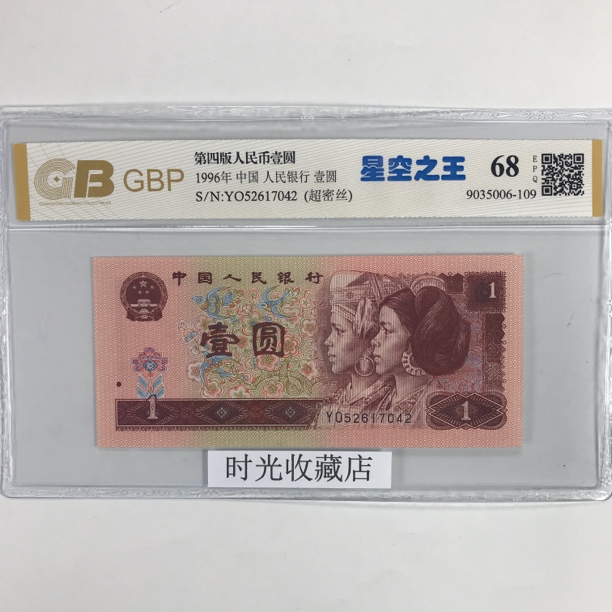 GB GBP
第四版人民币壹圆
1996年 中国 人民银行 壹圆
S/N:YO52617042 (超密丝)
星空之王
68
EPQ
9035006-109
中国人民银行
1
壹圆
1
YO52617042
1
时光收藏店